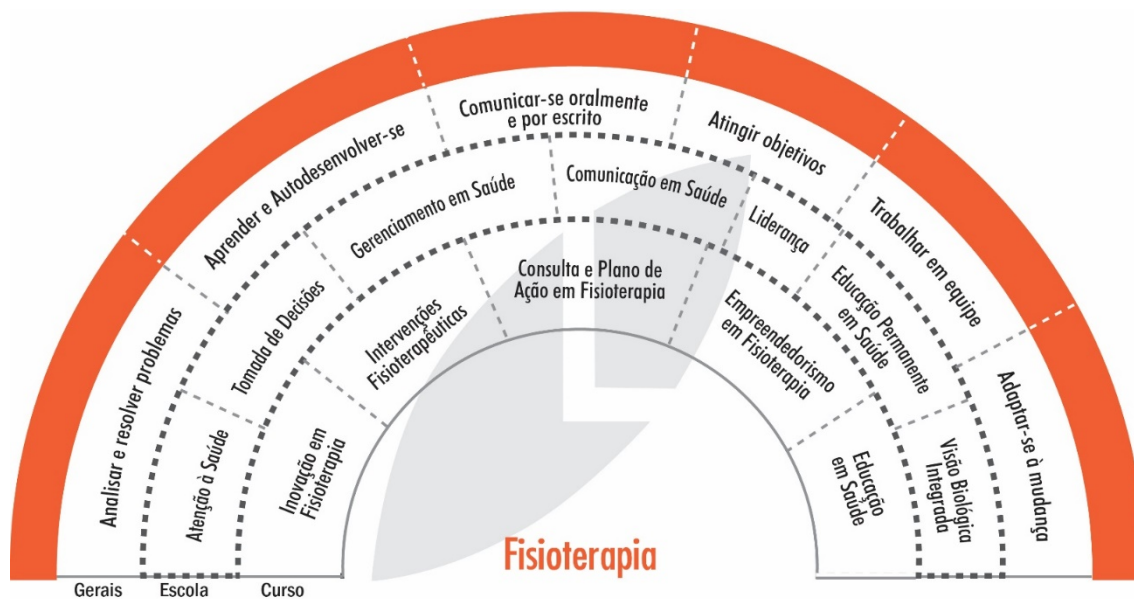 Analisar e resolver problemas
Aprender e Autodesenvolver-se
Comunicar-se oralmente
e por escrito
Atingir objetivos
Trabalhar em equipe
Adaptar-se à mudança
Atenção à Saúde
Tomada de Decisões
Gerenciamento em Saúde
Comunicação em Saúde
Liderança
Educação Permanente
em Saúde
Visão Biológica
Integrada
Inovação em
Fisioterapia
Intervenções
Fisioterapêuticas
Consulta e Plano de
Ação em Fisioterapia
Empreendedorismo
em Fisioterapia
Educação
em Saúde
Fisioterapia
Gerais
Escola
Curso